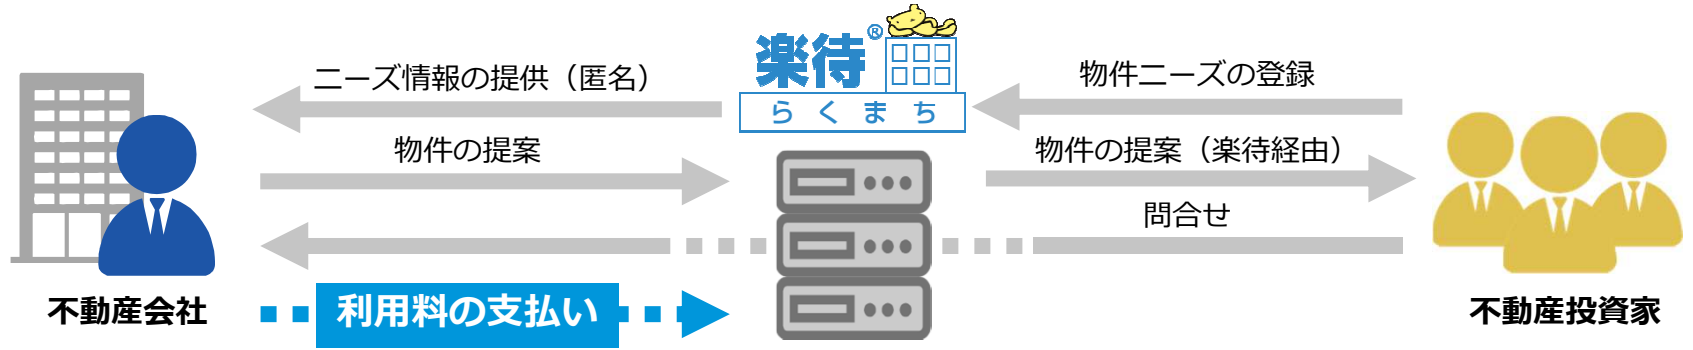 楽待®
らくまち
ニーズ情報の提供（匿名）
物件ニーズの登録
物件の提案
物件の提案（楽待経由）
問合せ
利用料の支払い
不動産会社
不動産投資家